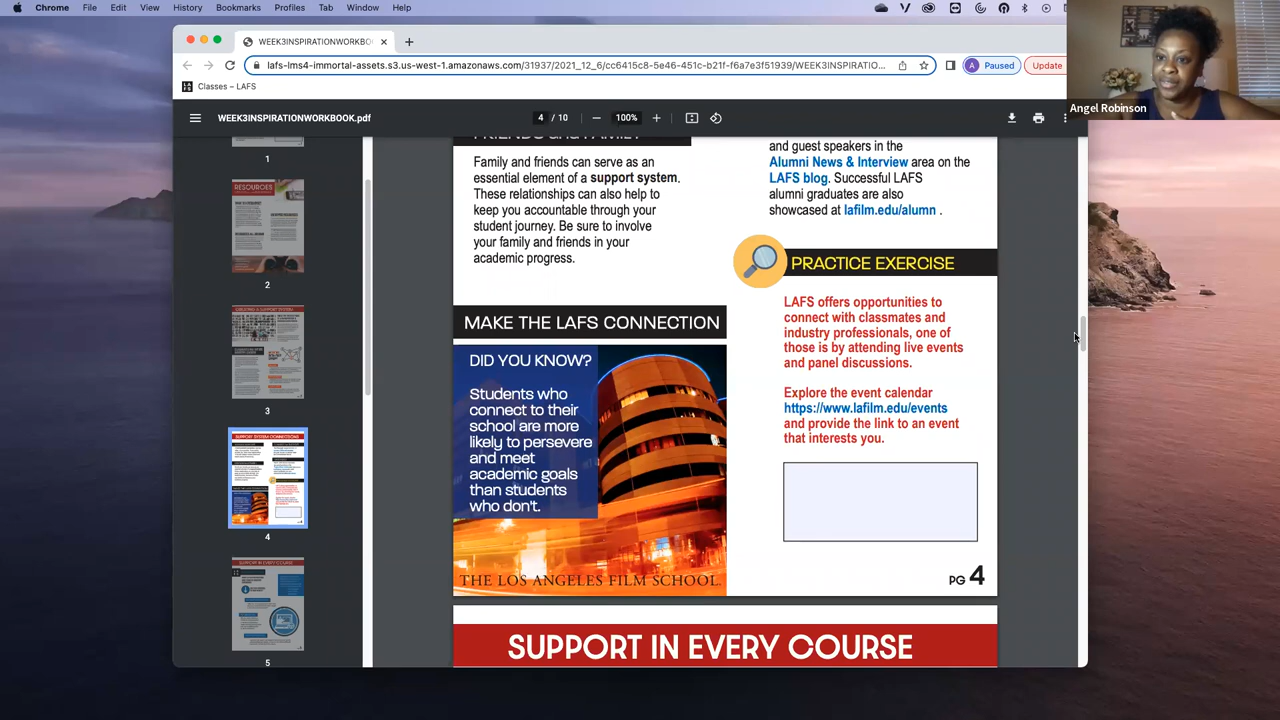 Chrome File Edit View History Bookmarks Profiles Tab Window Help
WEEK3INSPIRATIONWORKBO
lafs-lms4-immortal-assets.s3.us-west-1.amazonaws.com/31937/2021_12_6/cc6415c8-5e46-451c-b21f-f6a7e3f51939/WEEK3INSPIRATIO...
A Paused
Update
Classes – LAFS
Angel Robinson
WEEK3INSPIRATIONWORKBOOK.pdf
4 / 10
100%
1
RESOURCES
2
3
SUPPORT SYSTEM CONNECTIONS
4
SUPPORT IN EVERY COURSE
5
Family and friends can serve as an
essential element of a support system.
These relationships can also help to
keep you accountable through your
student journey. Be sure to involve
your family and friends in your
academic progress.
MAKE THE LAFS CONNECTION
DID YOU KNOW?
Students who
connect to their
school are more
likely to persevere
and meet
academic goals
than students
who don't.
THE LOS ANGELES FILM SCHOOL
and guest speakers in the
Alumni News & Interview area on the
LAFS blog. Successful LAFS
alumni graduates are also
showcased at lafilm.edu/alumn .
PRACTICE EXERCISE
LAFS offers opportunities to
connect with classmates and
industry professionals, one of
those is by attending live events
and panel discussions.
Explore the event calendar
https://www.lafilm.edu/events
and provide the link to an event
that interests you.
PG 4
SUPPORT IN EVERY COURSE